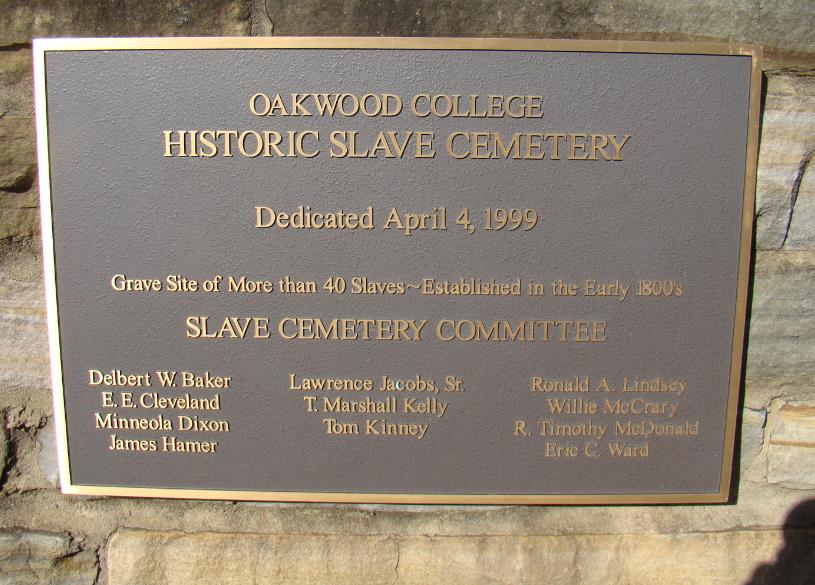 OAKWOOD COLLEGE
HISTORIC SLAVE CEMETERY
Dedicated April 4, 1999
Grave Site of More than 40 Slaves~Established in the Early 1800's
SLAVE CEMETERY COMMITTEE
Delbert W. Baker
E. E. Cleveland
Minneola Dixon
James Hamer
Lawrence Jacobs, Sr.
T. Marshall Kelly
Tom Kinney
Ronald A. Lindsey
Willie McCrary
R. Timothy McDonald
Eric C. Ward